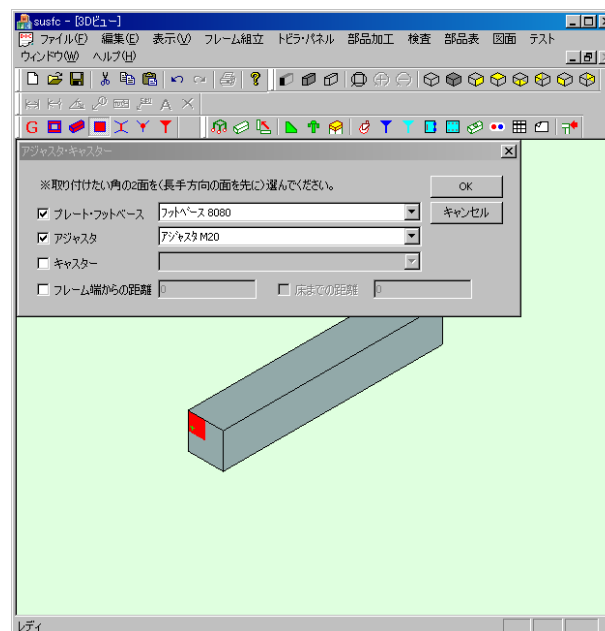 susfc - [3Dビュー]
ファイル(F) 編集(E) 表示(V) フレーム組立 トビラ・パネル 部品加工 検査 部品表 図面 テスト
ウィンドウ(W) ヘルプ(H)
A
G T T T
アジャスタ・キャスター
※取り付けたい角の2面を(長手方向の面を先に)選んでください。
OK
プレート・フットベース フットベース 8080 キャンセル
アジャスタ アジャスタ M20
キャスター
フレーム端からの距離 0 床までの距離 0
レディ